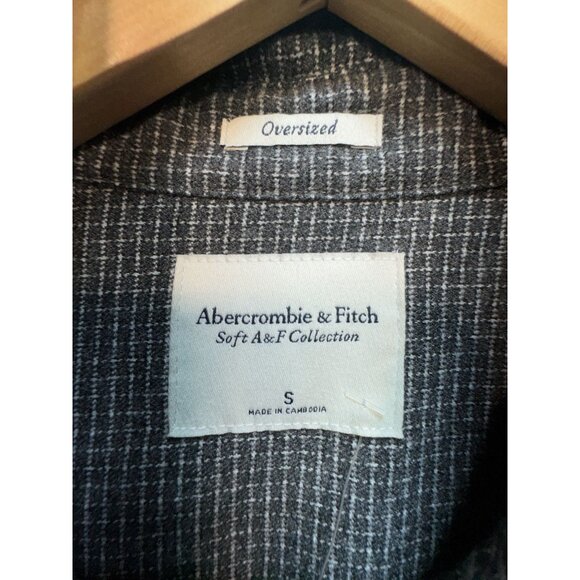 Oversized
Abercrombie & Fitch
Soft A&F Collection
S
MADE IN CAMBODIA